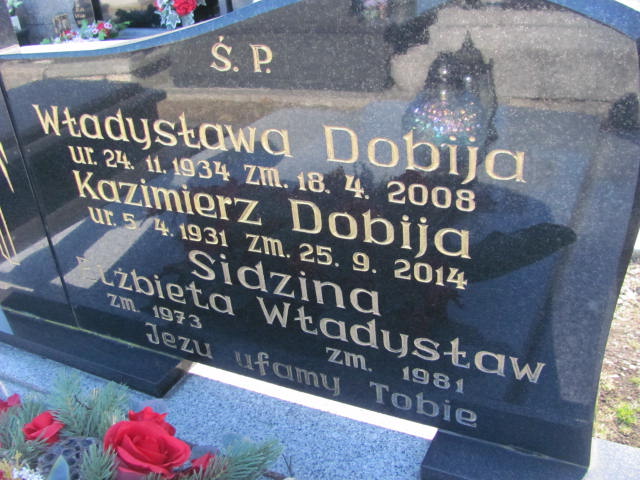 Ś. P.
Władysława Dobija
ur. 24. 11. 1934 zm. 18. 4. 2008
Kazimierz Dobija
ur. 5. 4. 1931 zm. 25. 9. 2014
Sidzina
Elżbieta Władysław
zm. 1973 zm. 1981
Jezu ufamy Tobie